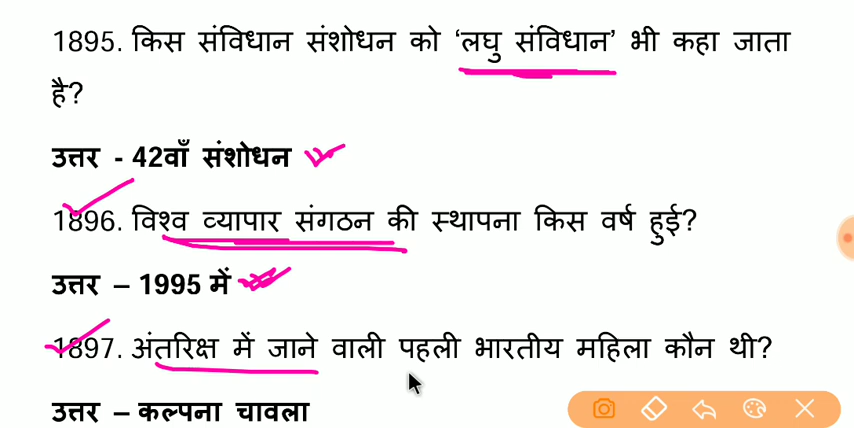 1895. किस संविधान संशोधन को ‘लघु संविधान’ भी कहा जाता
है?
उत्तर - 42वाँ संशोधन
1896. विश्व व्यापार संगठन की स्थापना किस वर्ष हुई?
उत्तर – 1995 में
1897. अंतरिक्ष में जाने वाली पहली भारतीय महिला कौन थी?
उत्तर – कल्पना चावला